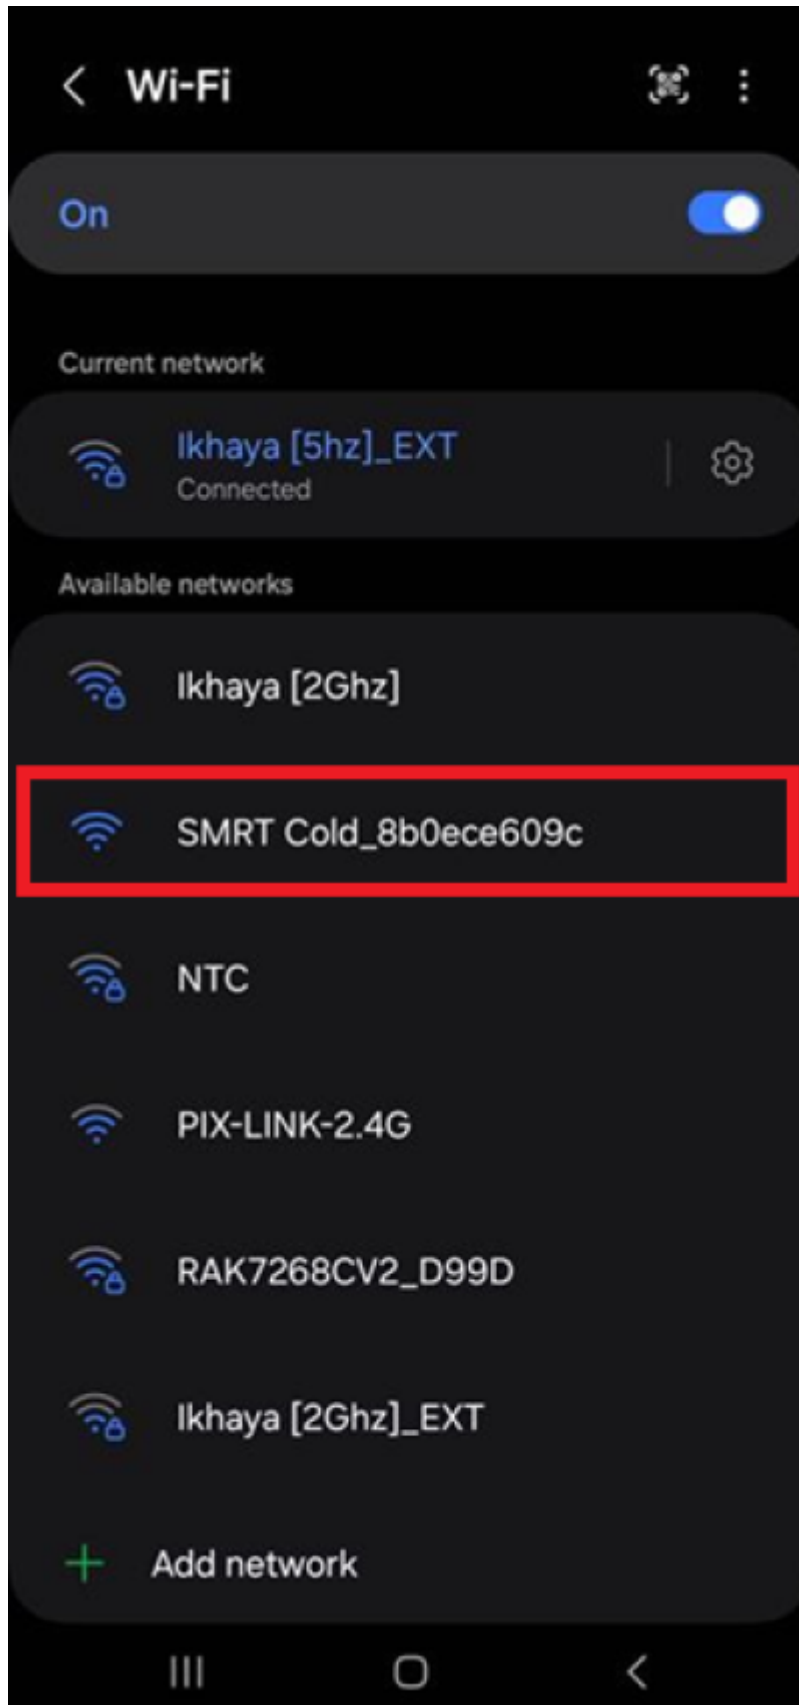 Wi-Fi
On
Current network
Ikhaya [5hz]_EXT
Connected
Available networks
Ikhaya [2Ghz]
SMRT Cold_8b0ece609c
NTC
PIX-LINK-2.4G
RAK7268CV2_D99D
Ikhaya [2Ghz]_EXT
Add network